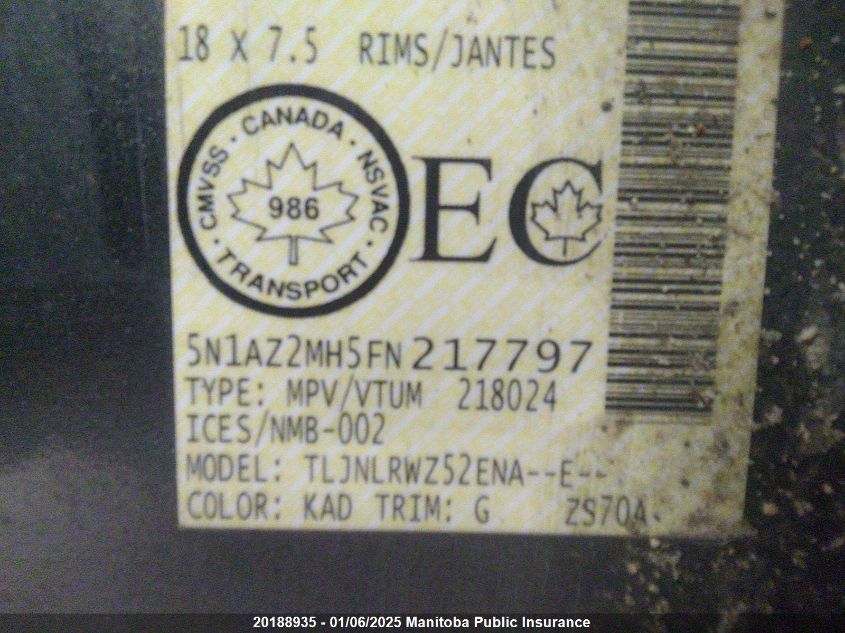 18 X 7.5 RIMS/JANTES
CMVSS · CANADA · NSVAC · TRANSPORT ·
986
EC
5N1AZ2MH5FN217797
TYPE: MPV/VTUM 218024
ICES/NMB-002
MODEL: TLJNLRWZ52ENA--E--
COLOR: KAD TRIM: G ZS70A
20188935 - 01/06/2025 Manitoba Public Insurance